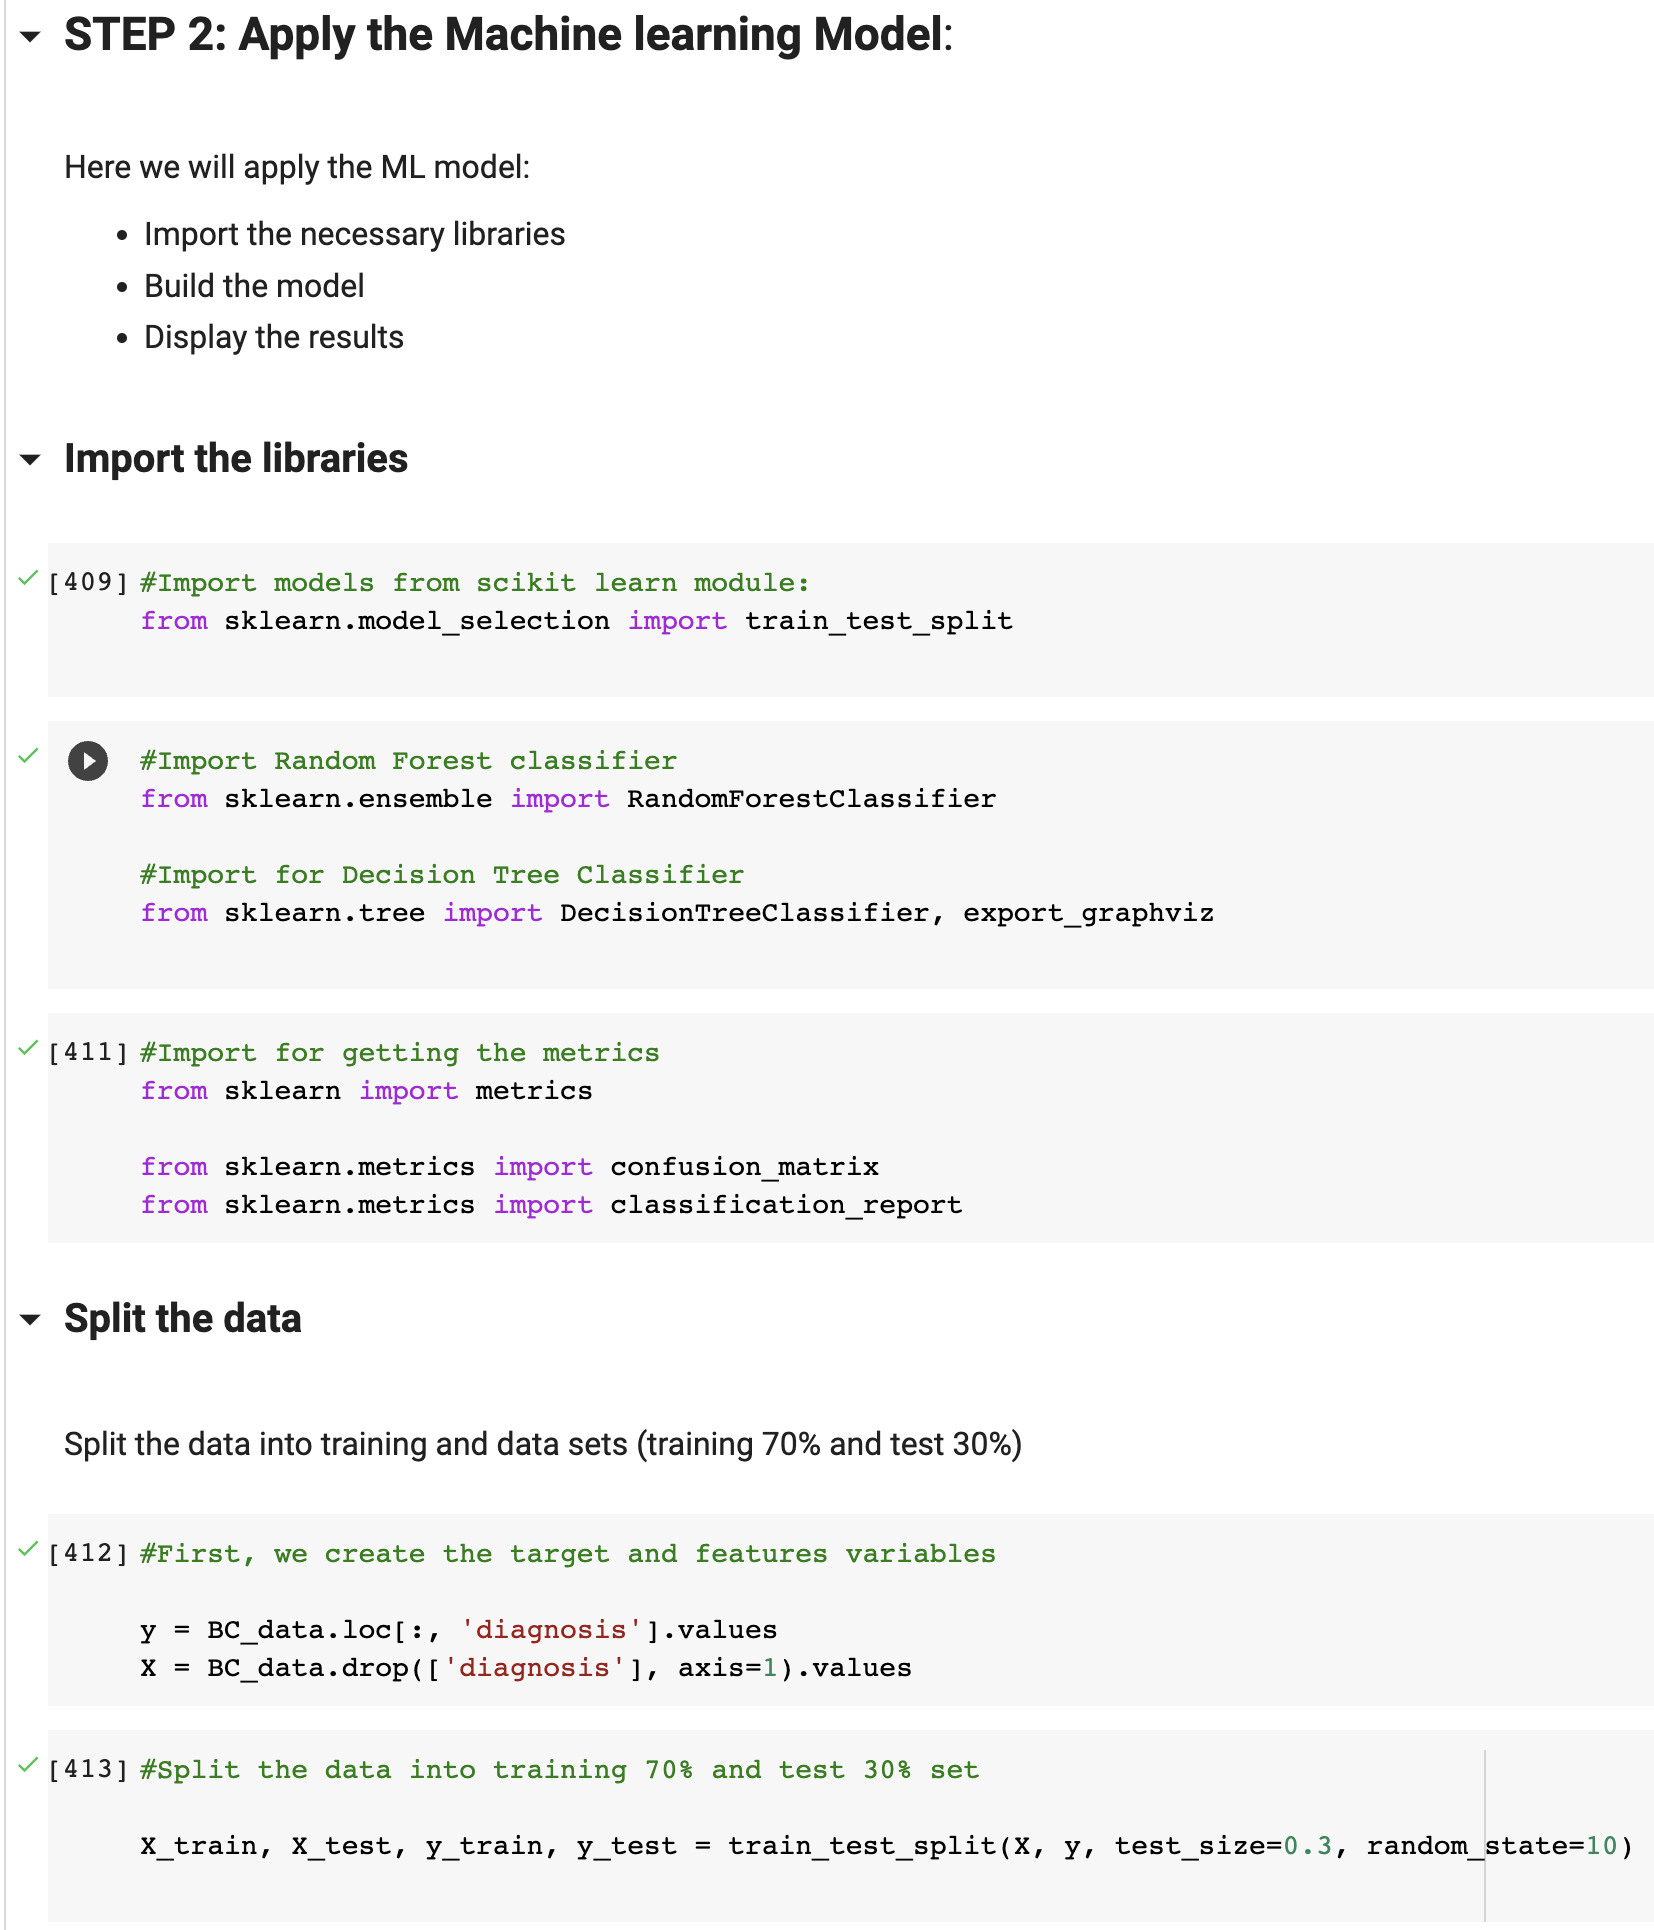 STEP 2: Apply the Machine learning Model:
Here we will apply the ML model:
• Import the necessary libraries
• Build the model
• Display the results
Import the libraries
[409] #Import models from scikit learn module:
from sklearn.model_selection import train_test_split
#Import Random Forest classifier
from sklearn.ensemble import RandomForestClassifier
#Import for Decision Tree Classifier
from sklearn.tree import DecisionTreeClassifier, export_graphviz
[411] #Import for getting the metrics
from sklearn import metrics
from sklearn.metrics import confusion_matrix
from sklearn.metrics import classification_report
Split the data
Split the data into training and data sets (training 70% and test 30%)
[412] #First, we create the target and features variables
y = BC_data.loc[:, 'diagnosis'].values
X = BC_data.drop(['diagnosis'], axis=1).values
[413] #Split the data into training 70% and test 30% set
X_train, X_test, y_train, y_test = train_test_split(X, y, test_size=0.3, random_state=10)